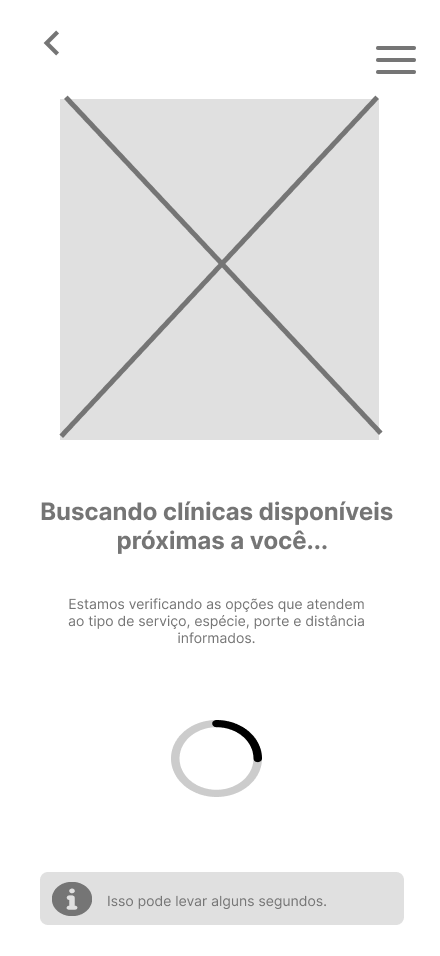 Buscando clínicas disponíveis
próximas a você...
Estamos verificando as opções que atendem
ao tipo de serviço, espécie, porte e distância
informados.
Isso pode levar alguns segundos.